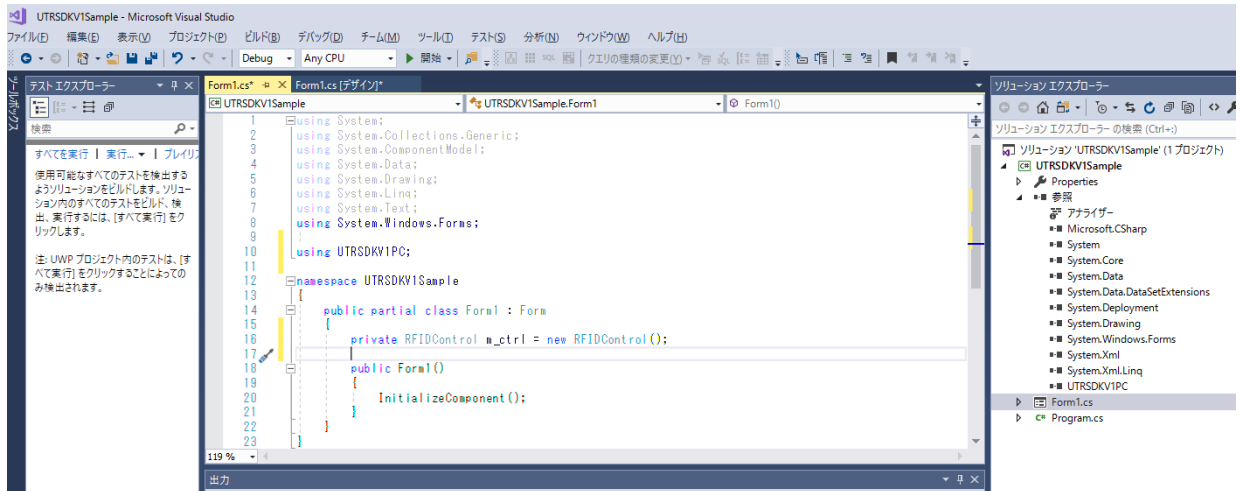 UTRSDKV1Sample - Microsoft Visual Studio
ファイル(F) 編集(E) 表示(V) プロジェクト(P) ビルド(B) デバッグ(D) チーム(M) ツール(T) テスト(S) 分析(N) ウィンドウ(W) ヘルプ(H)
Debug Any CPU 開始 クエリの種類の変更(Y)
ツールボックス
テスト エクスプローラー
検索
すべてを実行 | 実行... | プレイリ
使用可能なすべてのテストを検出する
ようソリューションをビルドします。ソリュー
ション内のすべてのテストをビルド、検
出、実行するには、[すべて実行] をク
リックします。
注: UWP プロジェクト内のテストは、[す
べて実行] をクリックすることによっての
み検出されます。
Form1.cs* Form1.cs [デザイン]*
UTRSDKV1Sample UTRSDKV1Sample.Form1 Form1()
1 using System;
2 using System.Collections.Generic;
3 using System.ComponentModel;
4 using System.Data;
5 using System.Drawing;
6 using System.Linq;
7 using System.Text;
8 using System.Windows.Forms;
9
10 using UTRSDKV1PC;
11
12 namespace UTRSDKV1Sample
13 {
14 public partial class Form1 : Form
15 {
16 private RFIDControl m_ctrl = new RFIDControl();
17
18 public Form1()
19 {
20 InitializeComponent();
21 }
22 }
23 }
119 %
出力
ソリューション エクスプローラー
ソリューション エクスプローラー の検索 (Ctrl+:)
ソリューション 'UTRSDKV1Sample' (1 プロジェクト)
UTRSDKV1Sample
Properties
参照
アナライザー
Microsoft.CSharp
System
System.Core
System.Data
System.Data.DataSetExtensions
System.Deployment
System.Drawing
System.Windows.Forms
System.Xml
System.Xml.Linq
UTRSDKV1PC
Form1.cs
Program.cs